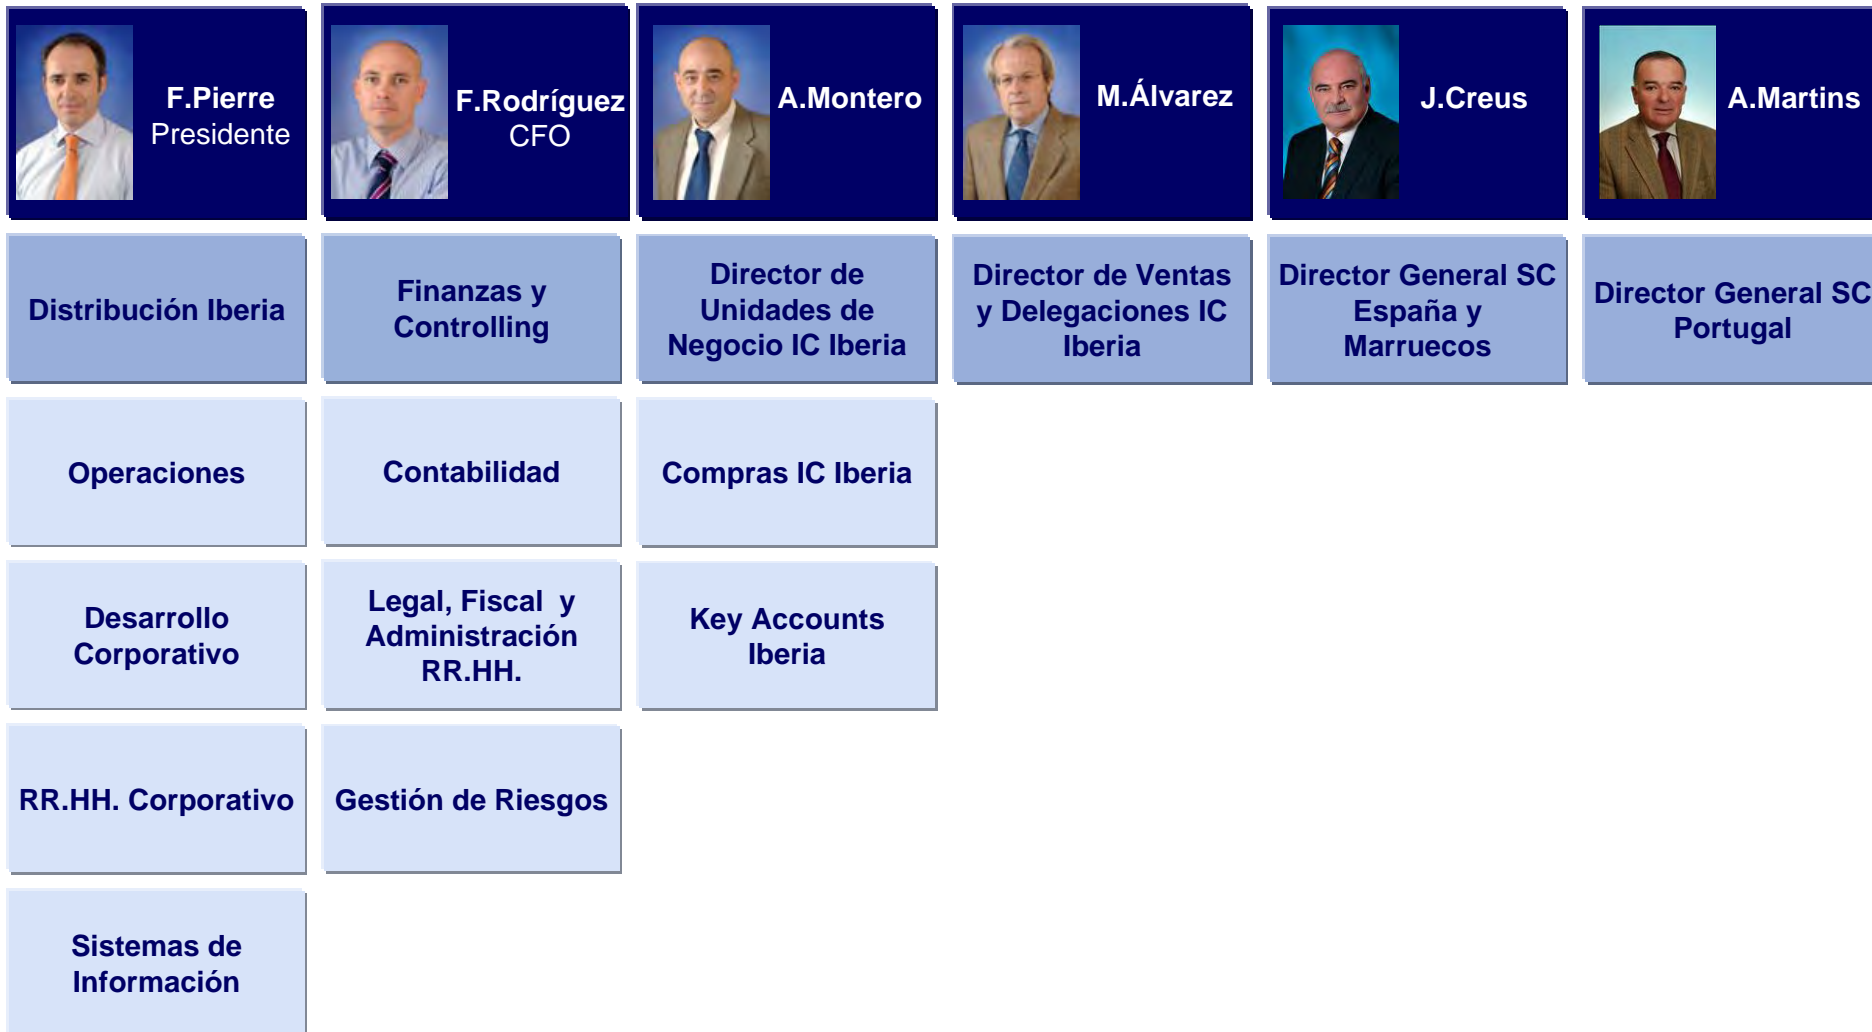 F.Pierre
Presidente
F.Rodríguez
CFO
A.Montero
M.Álvarez
J.Creus
A.Martins
Distribución Iberia
Finanzas y
Controlling
Director de
Unidades de
Negocio IC Iberia
Director de Ventas
y Delegaciones IC
Iberia
Director General SC
España y
Marruecos
Director General SC
Portugal
Operaciones
Contabilidad
Compras IC Iberia
Desarrollo
Corporativo
Legal, Fiscal y
Administración
RR.HH.
Key Accounts
Iberia
RR.HH. Corporativo
Gestión de Riesgos
Sistemas de
Información